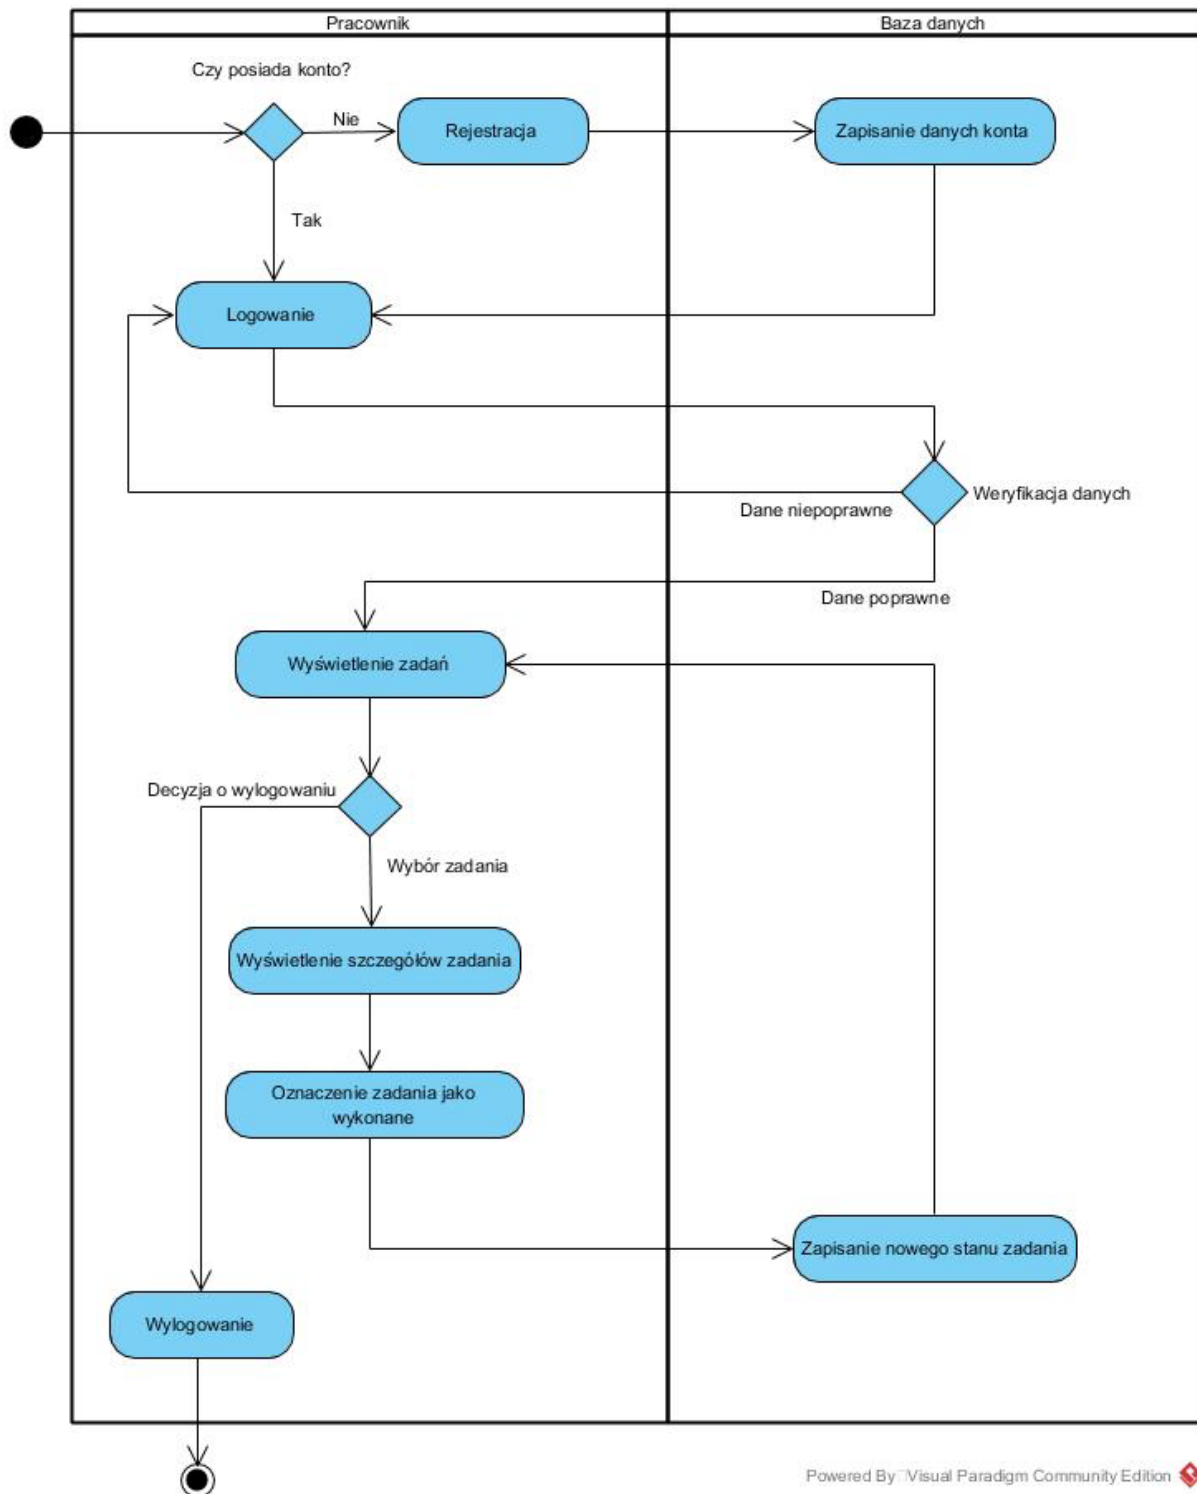 Pracownik
Baza danych
Czy posiada konto?
Nie
Rejestracja
Zapisanie danych konta
Tak
Logowanie
Weryfikacja danych
Dane niepoprawne
Dane poprawne
Wyświetlenie zadań
Decyzja o wylogowaniu
Wybór zadania
Wyświetlenie szczegółów zadania
Oznaczenie zadania jako
wykonane
Zapisanie nowego stanu zadania
Wylogowanie
Powered By Visual Paradigm Community Edition